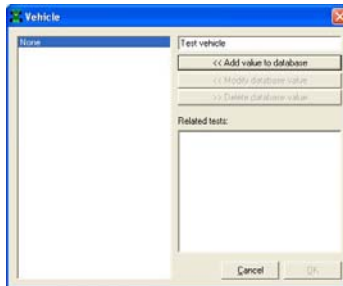 Vehicle
None
Test vehicle
<< Add value to database
<< Modify database value
>> Delete database value
Related tests:
Cancel
OK